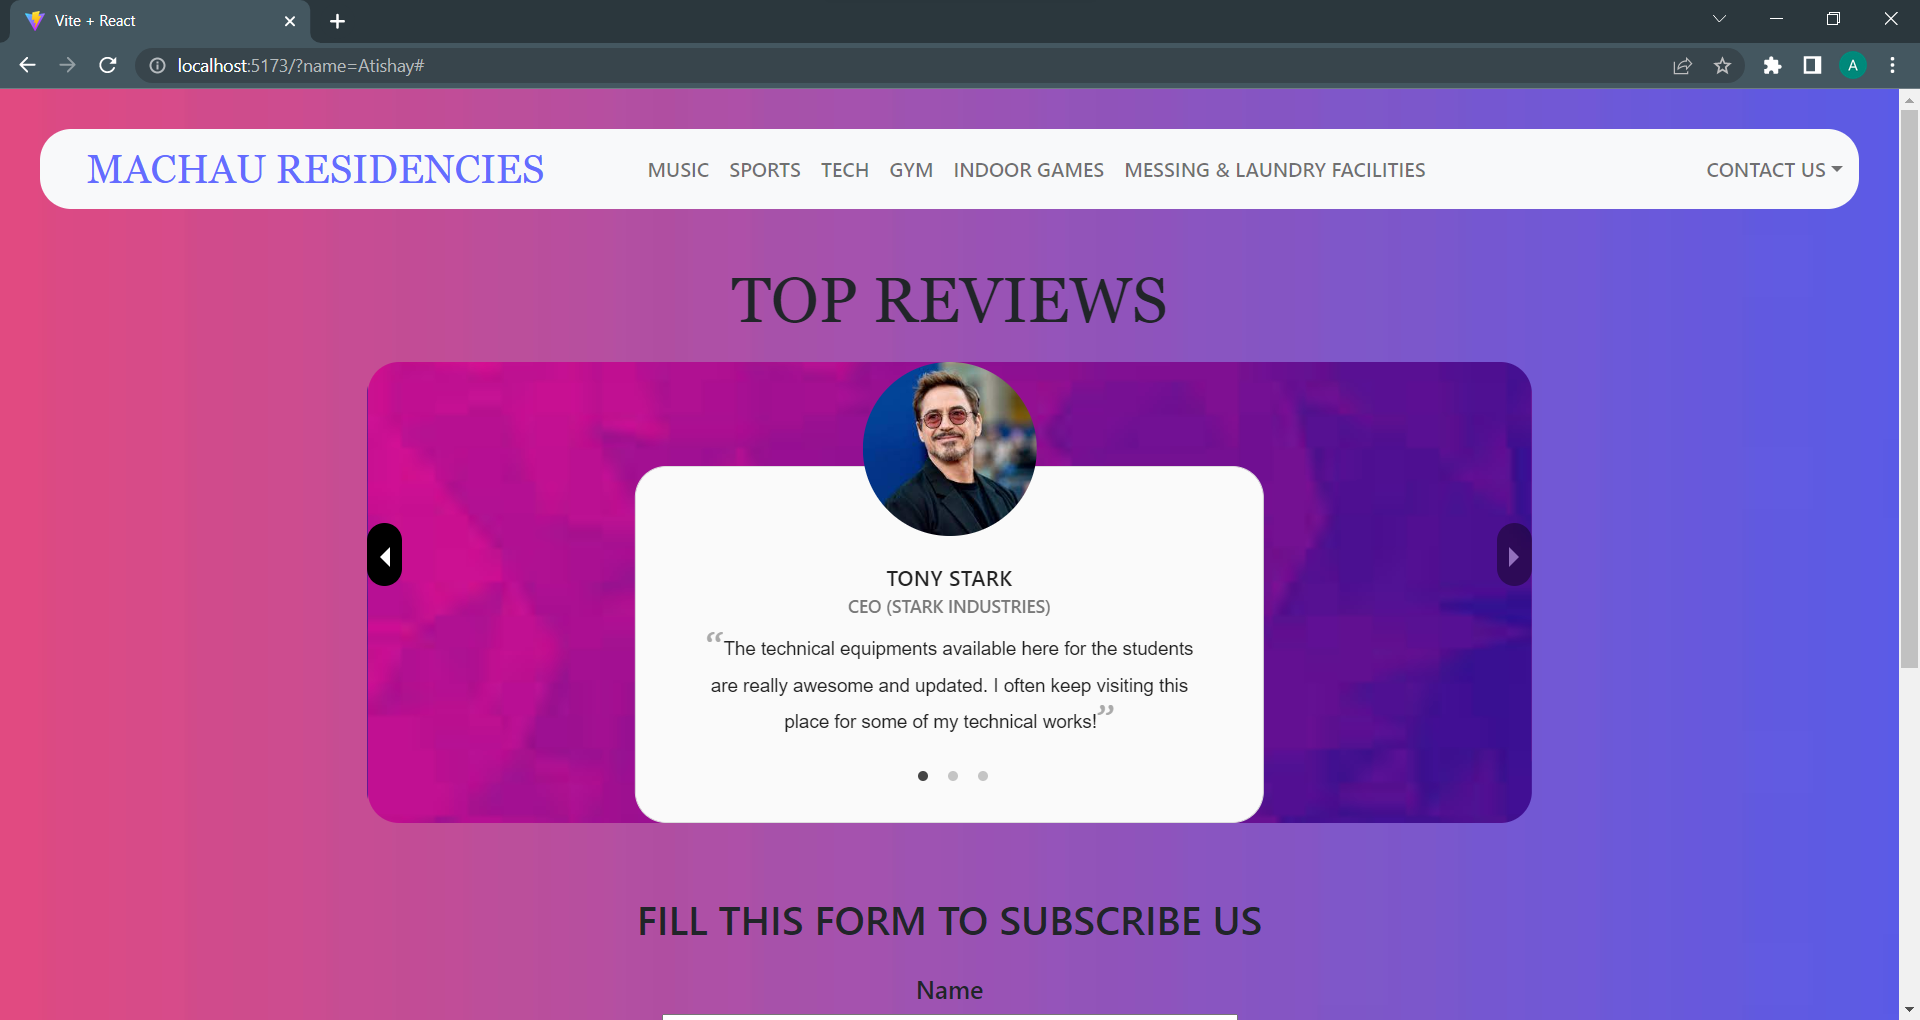 Vite + React
localhost:5173/?name=Atishay#
A
MACHAU RESIDENCIES
MUSIC SPORTS TECH GYM INDOOR GAMES MESSING & LAUNDRY FACILITIES
CONTACT US
TOP REVIEWS
TONY STARK
CEO (STARK INDUSTRIES)
“The technical equipments available here for the students
are really awesome and updated. I often keep visiting this
place for some of my technical works!”
FILL THIS FORM TO SUBSCRIBE US
Name